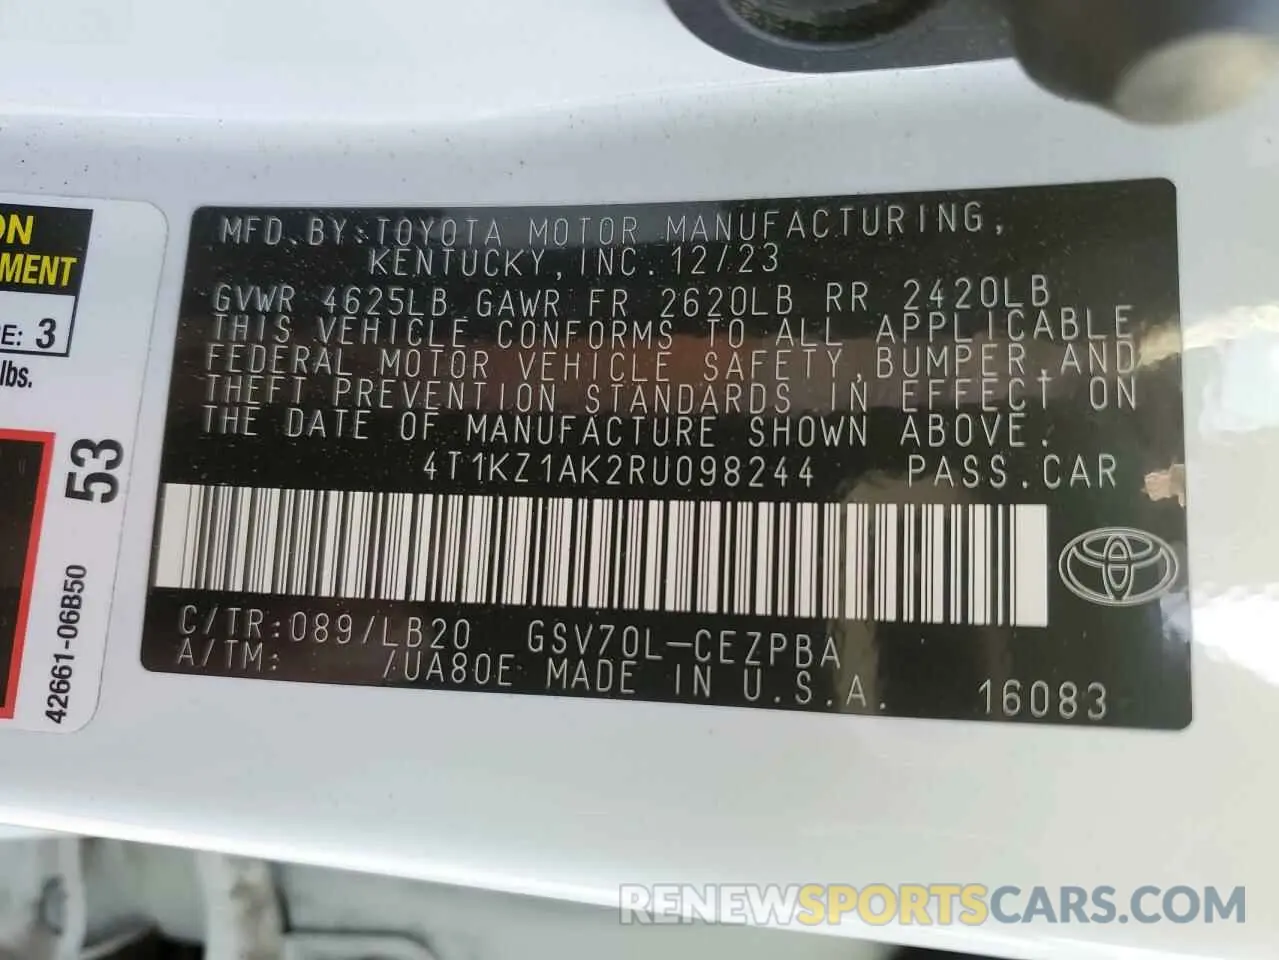 ON
MENT
E: 3
lbs.
53
42661-06B50
MFD. BY: TOYOTA MOTOR MANUFACTURING,
KENTUCKY, INC. 12/23
GVWR 4625LB GAWR FR 2620LB RR 2420LB
THIS VEHICLE CONFORMS TO ALL APPLICABLE
FEDERAL MOTOR VEHICLE SAFETY, BUMPER, AND
THEFT PREVENTION STANDARDS IN EFFECT ON
THE DATE OF MANUFACTURE SHOWN ABOVE.
4T1KZ1AK2RU098244 PASS. CAR
C/TR: 089/LB20 GSV70L-CEZPBA
A/TM: /UA80E MADE IN U.S.A. 16083
RENEWSPORTSCARS.COM